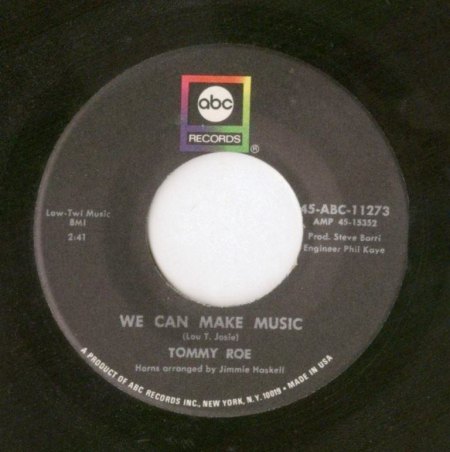 abc
RECORDS
®
Low-Twi Music
BMI
2:41
45-ABC-11273
AMP 45-15352
Prod. Steve Barri
Engineer Phil Kaye
WE CAN MAKE MUSIC
(Lou T. Josie)
TOMMY ROE
Horns arranged by Jimmie Haskell
A PRODUCT OF ABC RECORDS INC., NEW YORK, N.Y. 10019 • MADE IN USA